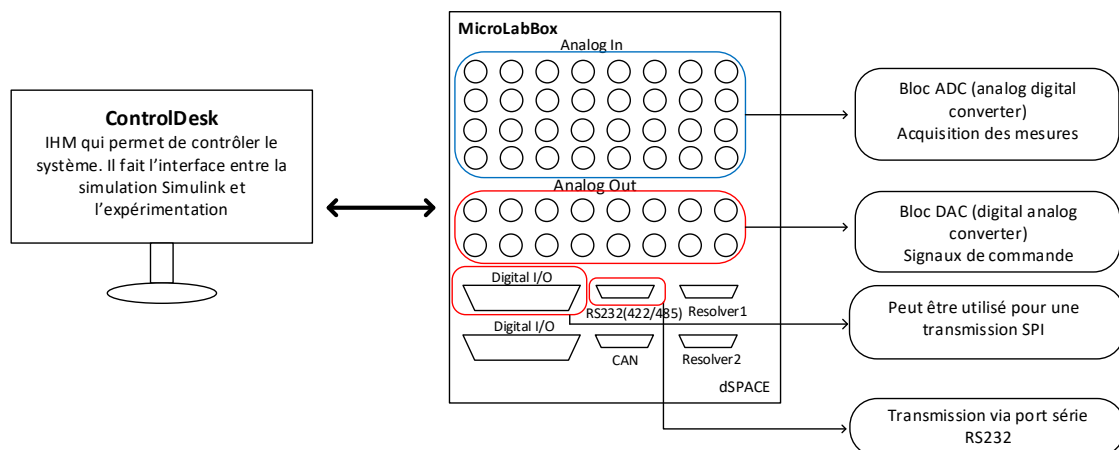 MicroLabBox
Analog In
ControlDesk
IHM qui permet de contrôler le
système. Il fait l'interface entre la
simulation Simulink et
l'expérimentation
Analog Out
Digital I/O
RS232(422/485)
Resolver1
Digital I/O
CAN
Resolver2
dSPACE
Bloc ADC (analog digital
converter)
Acquisition des mesures
Bloc DAC (digital analog
converter)
Signaux de commande
Peut être utilisé pour une
transmission SPI
Transmission via port série
RS232